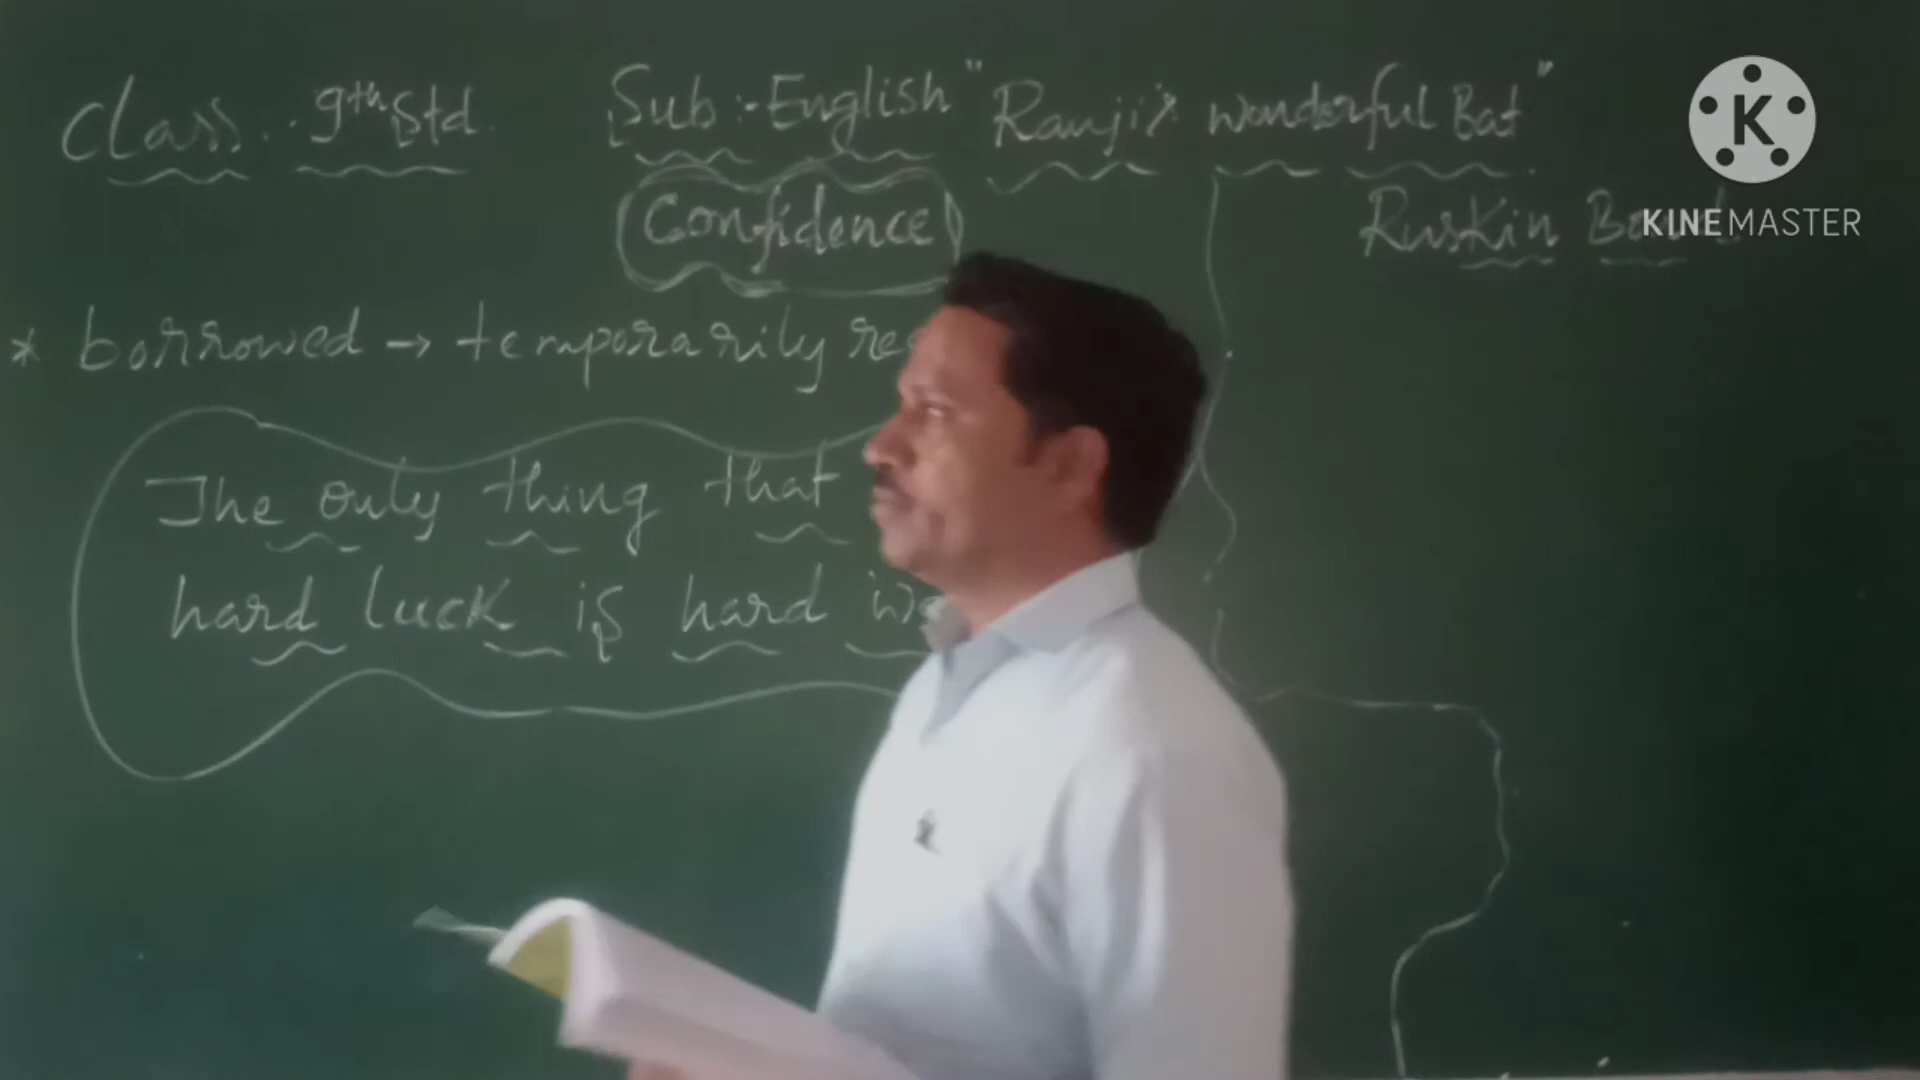 Class.. 9th Std. Sub:-English "Ranji's wonderful Bat"
Confidence
Ruskin
* borrowed → temporarily
The only thing that
hard luck is hard
K
KINEMASTER